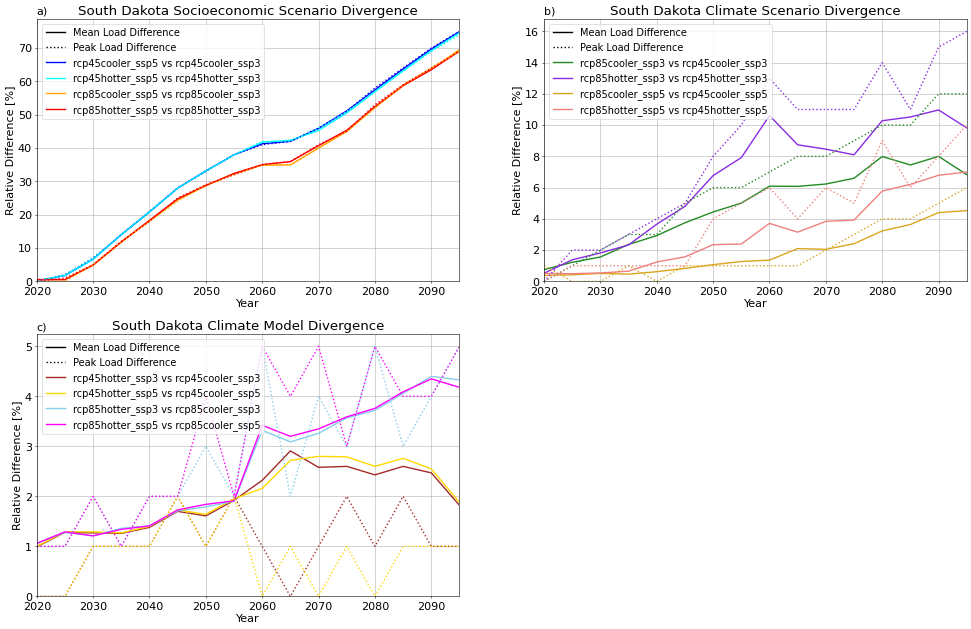 a)
South Dakota Socioeconomic Scenario Divergence
Mean Load Difference
Peak Load Difference
rcp45cooler_ssp5 vs rcp45cooler_ssp3
rcp45hotter_ssp5 vs rcp45hotter_ssp3
rcp85cooler_ssp5 vs rcp85cooler_ssp3
rcp85hotter_ssp5 vs rcp85hotter_ssp3
Relative Difference [%]
70
60
50
40
30
20
10
0
2020 2030 2040 2050 2060 2070 2080 2090
Year
b)
South Dakota Climate Scenario Divergence
Mean Load Difference
Peak Load Difference
rcp85cooler_ssp3 vs rcp45cooler_ssp3
rcp85hotter_ssp3 vs rcp45hotter_ssp3
rcp85cooler_ssp5 vs rcp45cooler_ssp5
rcp85hotter_ssp5 vs rcp45hotter_ssp5
Relative Difference [%]
16
14
12
10
8
6
4
2
0
2020 2030 2040 2050 2060 2070 2080 2090
Year
c)
South Dakota Climate Model Divergence
Mean Load Difference
Peak Load Difference
rcp45hotter_ssp3 vs rcp45cooler_ssp3
rcp45hotter_ssp5 vs rcp45cooler_ssp5
rcp85hotter_ssp3 vs rcp85cooler_ssp3
rcp85hotter_ssp5 vs rcp85cooler_ssp5
Relative Difference [%]
5
4
3
2
1
0
2020 2030 2040 2050 2060 2070 2080 2090
Year